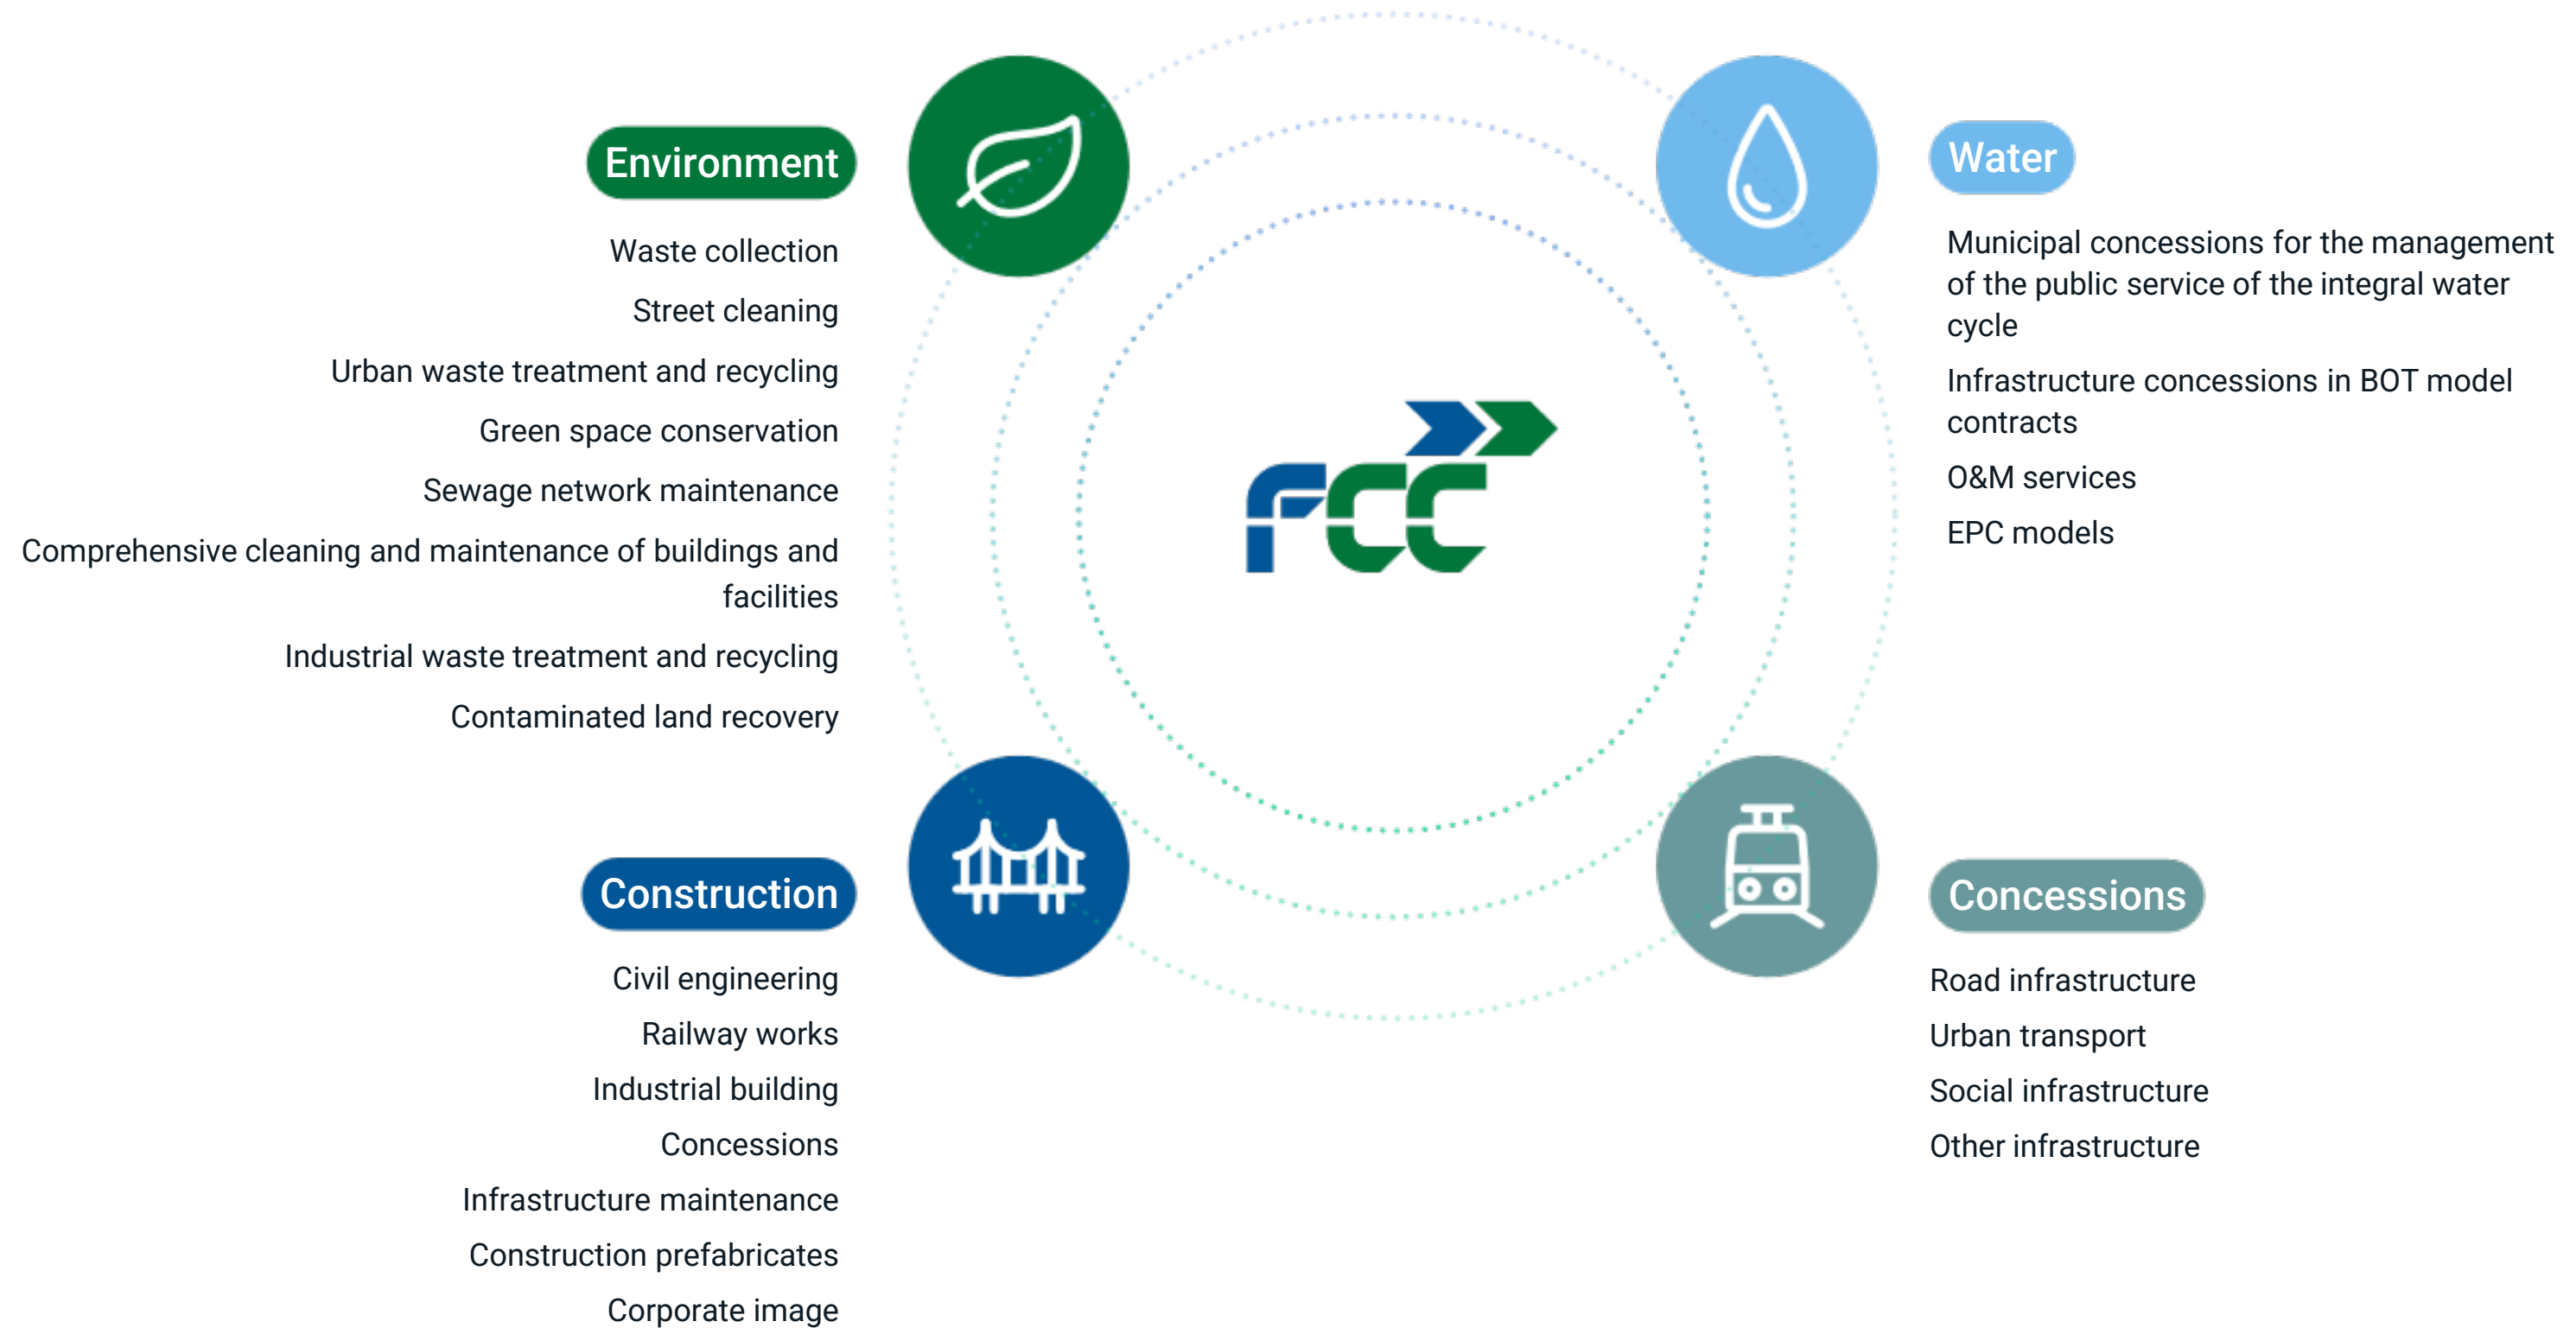 Environment
Waste collection
Street cleaning
Urban waste treatment and recycling
Green space conservation
Sewage network maintenance
Comprehensive cleaning and maintenance of buildings and
facilities
Industrial waste treatment and recycling
Contaminated land recovery
Water
Municipal concessions for the management
of the public service of the integral water
cycle
Infrastructure concessions in BOT model
contracts
O&M services
EPC models
FCC
Construction
Civil engineering
Railway works
Industrial building
Concessions
Infrastructure maintenance
Construction prefabricates
Corporate image
Concessions
Road infrastructure
Urban transport
Social infrastructure
Other infrastructure